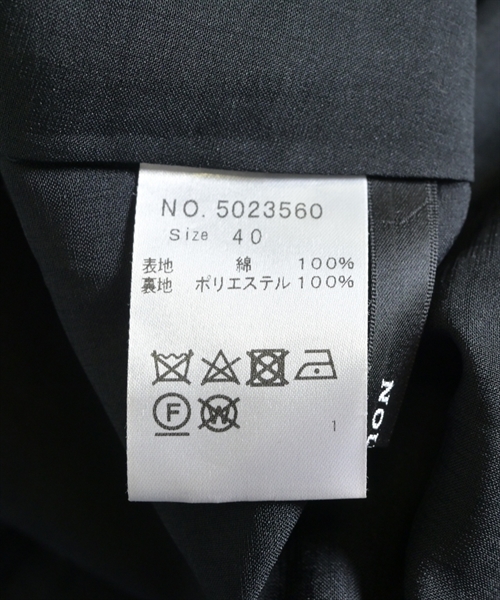 NO. 5023560
Size 40
表地 綿 100%
裏地 ポリエステル 100%
F W
1